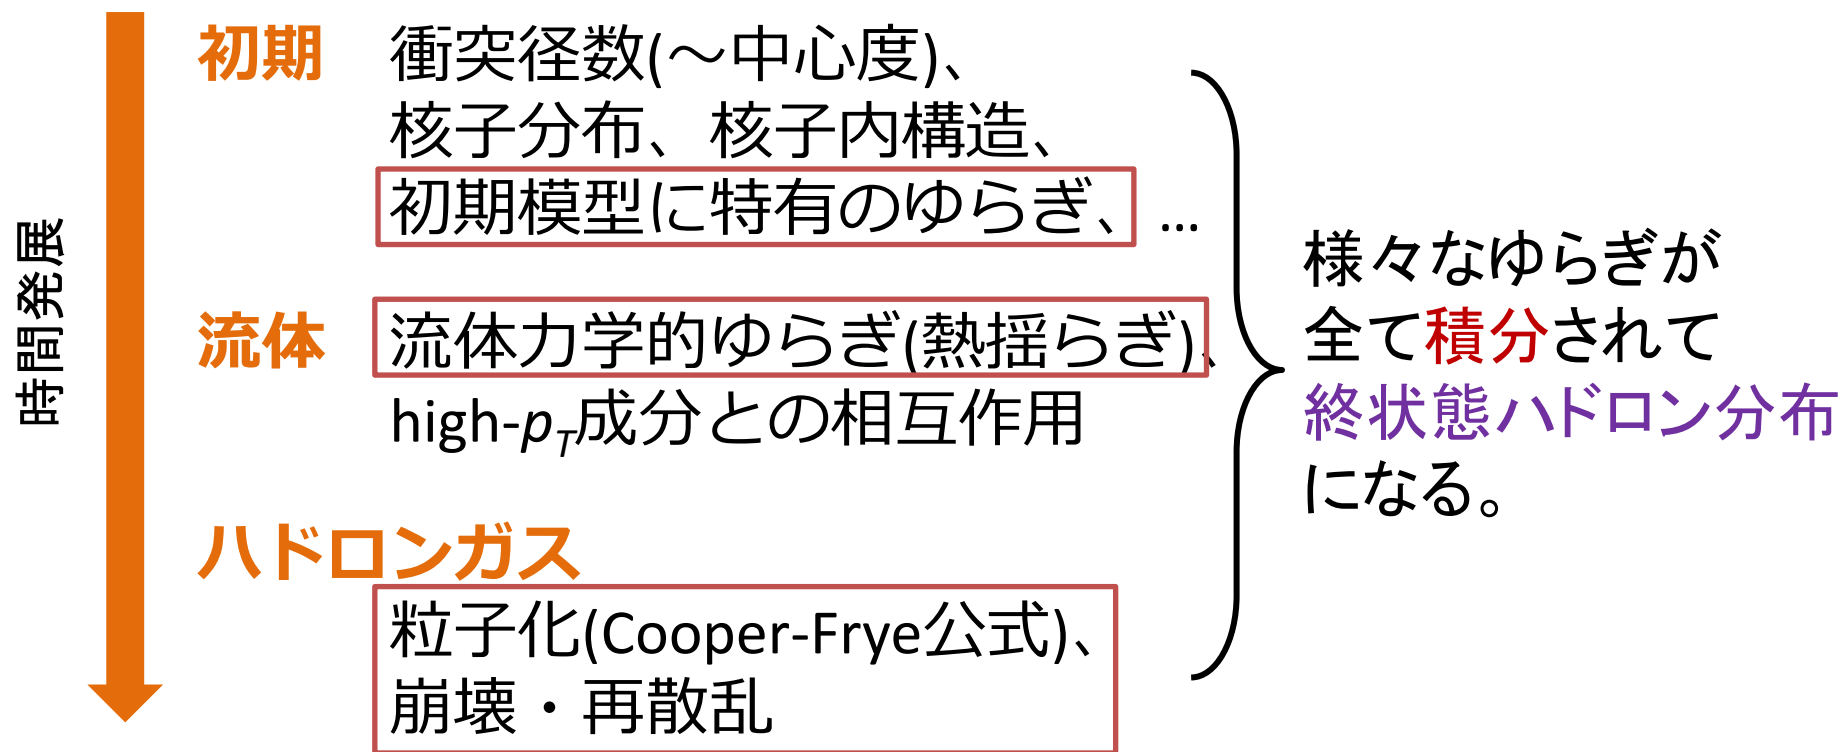 時間発展
初期 衝突径数(～中心度)、
核子分布、核子内構造、
初期模型に特有のゆらぎ、…
流体 流体力学的ゆらぎ(熱揺らぎ)、
high-pT成分との相互作用
ハドロンガス
粒子化(Cooper-Frye公式)、
崩壊・再散乱
様々なゆらぎが
全て積分されて
終状態ハドロン分布
になる。